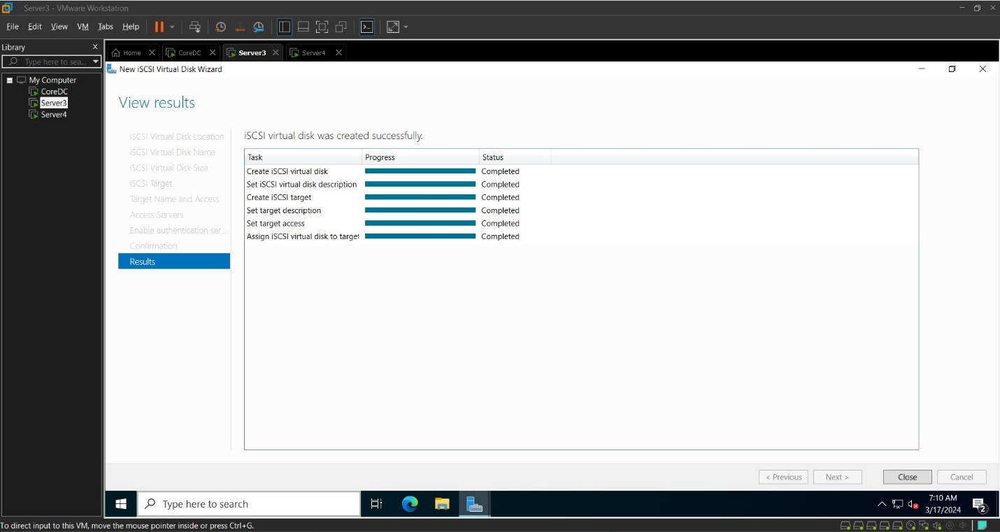 Server3 - VMware Workstation
File Edit View VM Tabs Help
Library
Type here to sea...
My Computer
CoreDC
Server3
Server4
Home CoreDC Server3 Server4
New iSCSI Virtual Disk Wizard
View results
iSCSI Virtual Disk Location
iSCSI Virtual Disk Name
iSCSI Virtual Disk Size
iSCSI Target
Target Name and Access
Access Servers
Enable authentication ser...
Confirmation
Results
iSCSI virtual disk was created successfully.
Task Progress Status
Create iSCSI virtual disk Completed
Set iSCSI virtual disk description Completed
Create iSCSI target Completed
Set target description Completed
Set target access Completed
Assign iSCSI virtual disk to target Completed
< Previous Next > Close Cancel
Type here to search
7:10 AM
3/17/2024
2
To direct input to this VM, move the mouse pointer inside or press Ctrl+G.